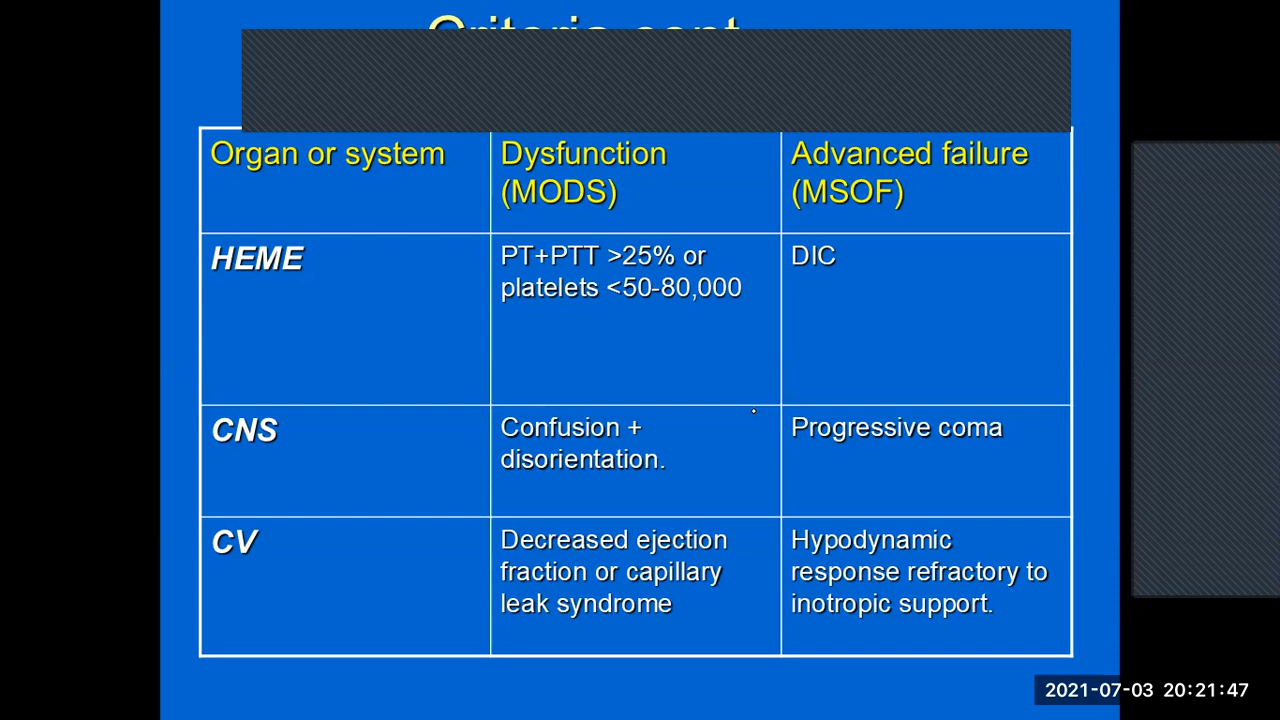 Criteria cont
Organ or system
Dysfunction
(MODS)
Advanced failure
(MSOF)
HEME
PT+PTT >25% or
platelets <50-80,000
DIC
CNS
Confusion +
disorientation.
Progressive coma
CV
Decreased ejection
fraction or capillary
leak syndrome
Hypodynamic
response refractory to
inotropic support.
2021-07-03 20:21:47